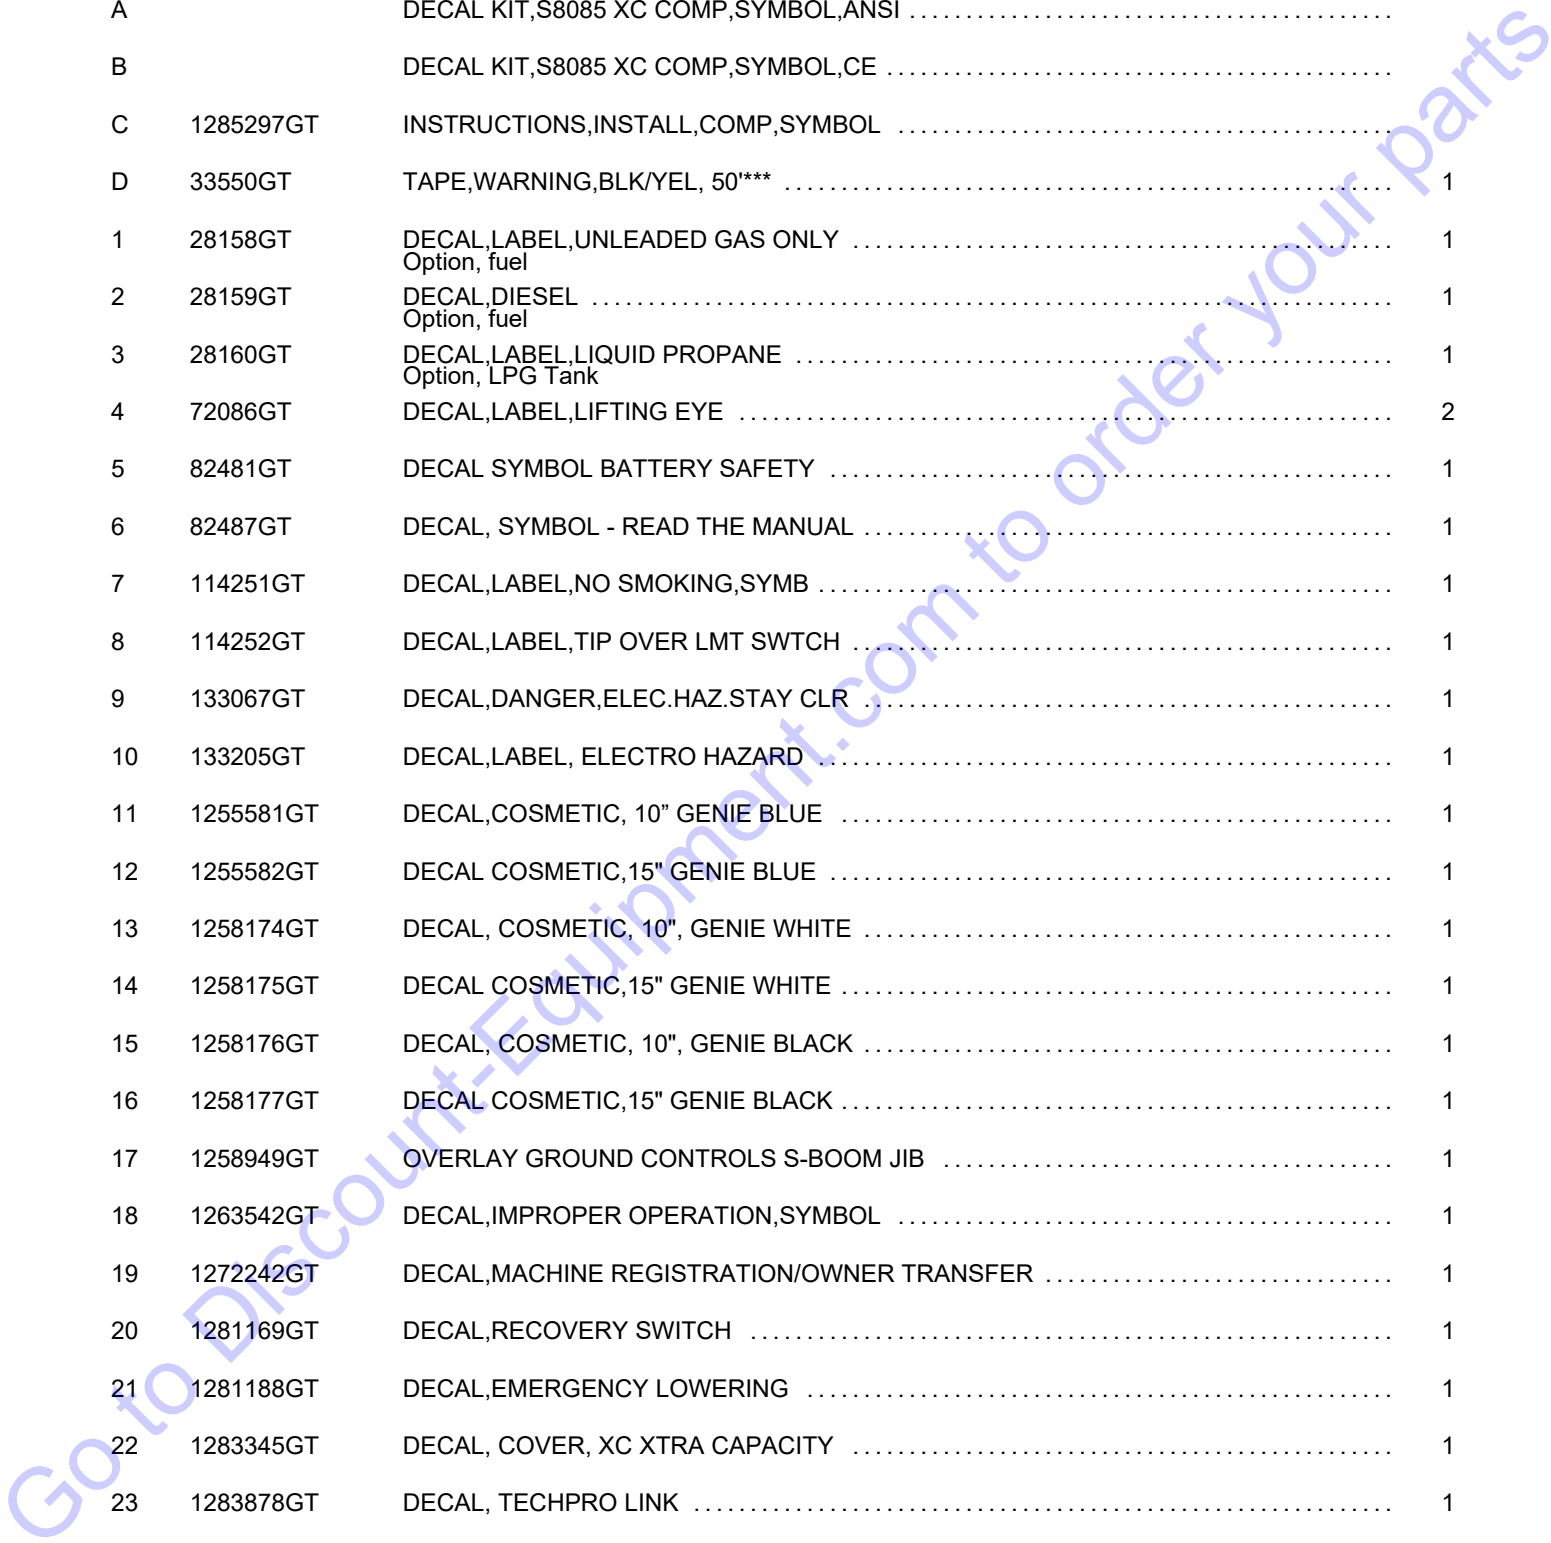 A DECAL KIT,S8085 XC COMP,SYMBOL,ANSI
B DECAL KIT,S8085 XC COMP,SYMBOL,CE
C 1285297GT INSTRUCTIONS,INSTALL,COMP,SYMBOL
D 33550GT TAPE,WARNING,BLK/YEL, 50'*** 1
1 28158GT DECAL,LABEL,UNLEADED GAS ONLY 1
Option, fuel
2 28159GT DECAL,DIESEL 1
Option, fuel
3 28160GT DECAL,LABEL,LIQUID PROPANE 1
Option, LPG Tank
4 72086GT DECAL,LABEL,LIFTING EYE 2
5 82481GT DECAL SYMBOL BATTERY SAFETY 1
6 82487GT DECAL, SYMBOL - READ THE MANUAL 1
7 114251GT DECAL,LABEL,NO SMOKING,SYMB 1
8 114252GT DECAL,LABEL,TIP OVER LMT SWTCH 1
9 133067GT DECAL,DANGER,ELEC.HAZ.STAY CLR 1
10 133205GT DECAL,LABEL, ELECTRO HAZARD 1
11 1255581GT DECAL,COSMETIC, 10” GENIE BLUE 1
12 1255582GT DECAL COSMETIC,15" GENIE BLUE 1
13 1258174GT DECAL, COSMETIC, 10", GENIE WHITE 1
14 1258175GT DECAL COSMETIC,15" GENIE WHITE 1
15 1258176GT DECAL, COSMETIC, 10", GENIE BLACK 1
16 1258177GT DECAL COSMETIC,15" GENIE BLACK 1
17 1258949GT OVERLAY GROUND CONTROLS S-BOOM JIB 1
18 1263542GT DECAL,IMPROPER OPERATION,SYMBOL 1
19 1272242GT DECAL,MACHINE REGISTRATION/OWNER TRANSFER 1
20 1281169GT DECAL,RECOVERY SWITCH 1
21 1281188GT DECAL,EMERGENCY LOWERING 1
22 1283345GT DECAL, COVER, XC XTRA CAPACITY 1
23 1283878GT DECAL, TECHPRO LINK 1
Go to Discount-Equipment.com to order your parts